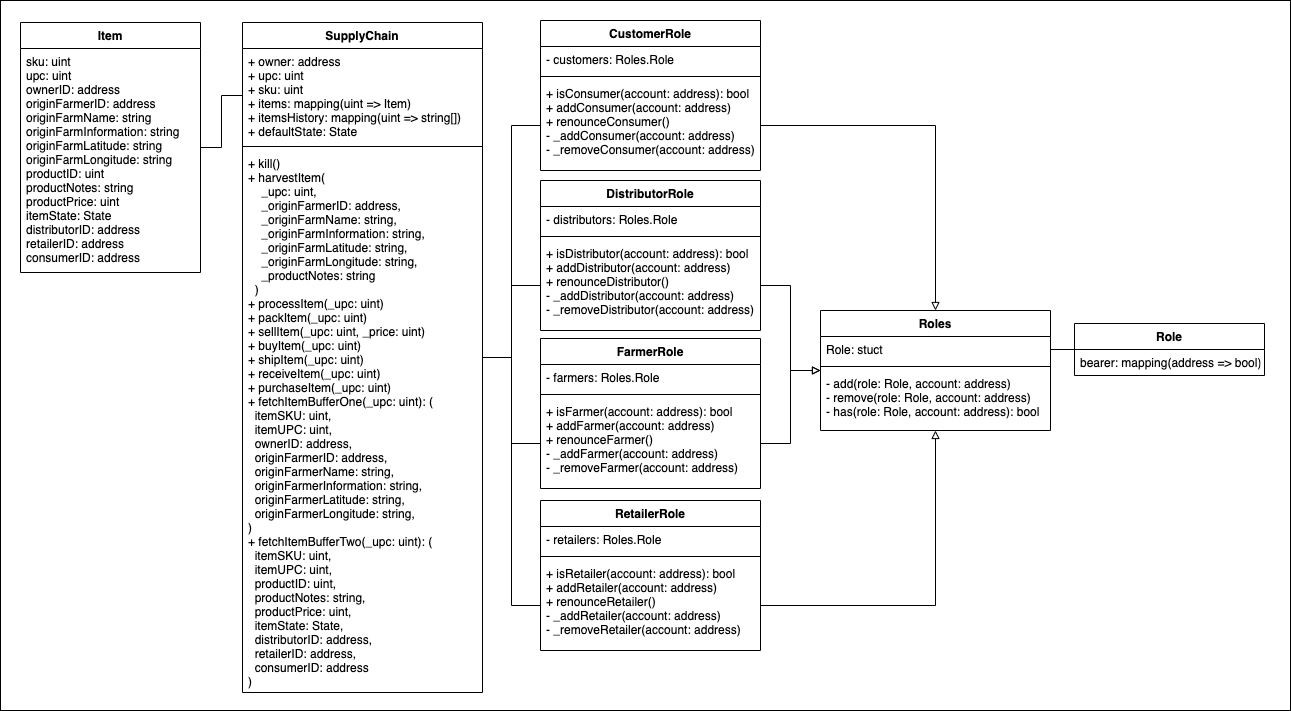 Item
sku: uint
upc: uint
ownerID: address
originFarmerID: address
originFarmName: string
originFarmInformation: string
originFarmLatitude: string
originFarmLongitude: string
productID: uint
productNotes: string
productPrice: uint
itemState: State
distributorID: address
retailerID: address
consumerID: address
SupplyChain
+ owner: address
+ upc: uint
+ sku: uint
+ items: mapping(uint => Item)
+ itemsHistory: mapping(uint => string[])
+ defaultState: State
+ kill()
+ harvestItem(
_upc: uint,
_originFarmerID: address,
_originFarmName: string,
_originFarmInformation: string,
_originFarmLatitude: string,
_originFarmLongitude: string,
_productNotes: string
)
+ processItem(_upc: uint)
+ packItem(_upc: uint)
+ sellItem(_upc: uint, _price: uint)
+ buyItem(_upc: uint)
+ shipItem(_upc: uint)
+ receiveItem(_upc: uint)
+ purchaseItem(_upc: uint)
+ fetchItemBufferOne(_upc: uint): (
itemSKU: uint,
itemUPC: uint,
ownerID: address,
originFarmerID: address,
originFarmerName: string,
originFarmerInformation: string,
originFarmerLatitude: string,
originFarmerLongitude: string,
)
+ fetchItemBufferTwo(_upc: uint): (
itemSKU: uint,
itemUPC: uint,
productID: uint,
productNotes: string,
productPrice: uint,
itemState: State,
distributorID: address,
retailerID: address,
consumerID: address
)
CustomerRole
- customers: Roles.Role
+ isConsumer(account: address): bool
+ addConsumer(account: address)
+ renounceConsumer()
- _addConsumer(account: address)
- _removeConsumer(account: address)
DistributorRole
- distributors: Roles.Role
+ isDistributor(account: address): bool
+ addDistributor(account: address)
+ renounceDistributor()
- _addDistributor(account: address)
- _removeDistributor(account: address)
FarmerRole
- farmers: Roles.Role
+ isFarmer(account: address): bool
+ addFarmer(account: address)
+ renounceFarmer()
- _addFarmer(account: address)
- _removeFarmer(account: address)
RetailerRole
- retailers: Roles.Role
+ isRetailer(account: address): bool
+ addRetailer(account: address)
+ renounceRetailer()
- _addRetailer(account: address)
- _removeRetailer(account: address)
Roles
Role: stuct
- add(role: Role, account: address)
- remove(role: Role, account: address)
- has(role: Role, account: address): bool
Role
bearer: mapping(address => bool)